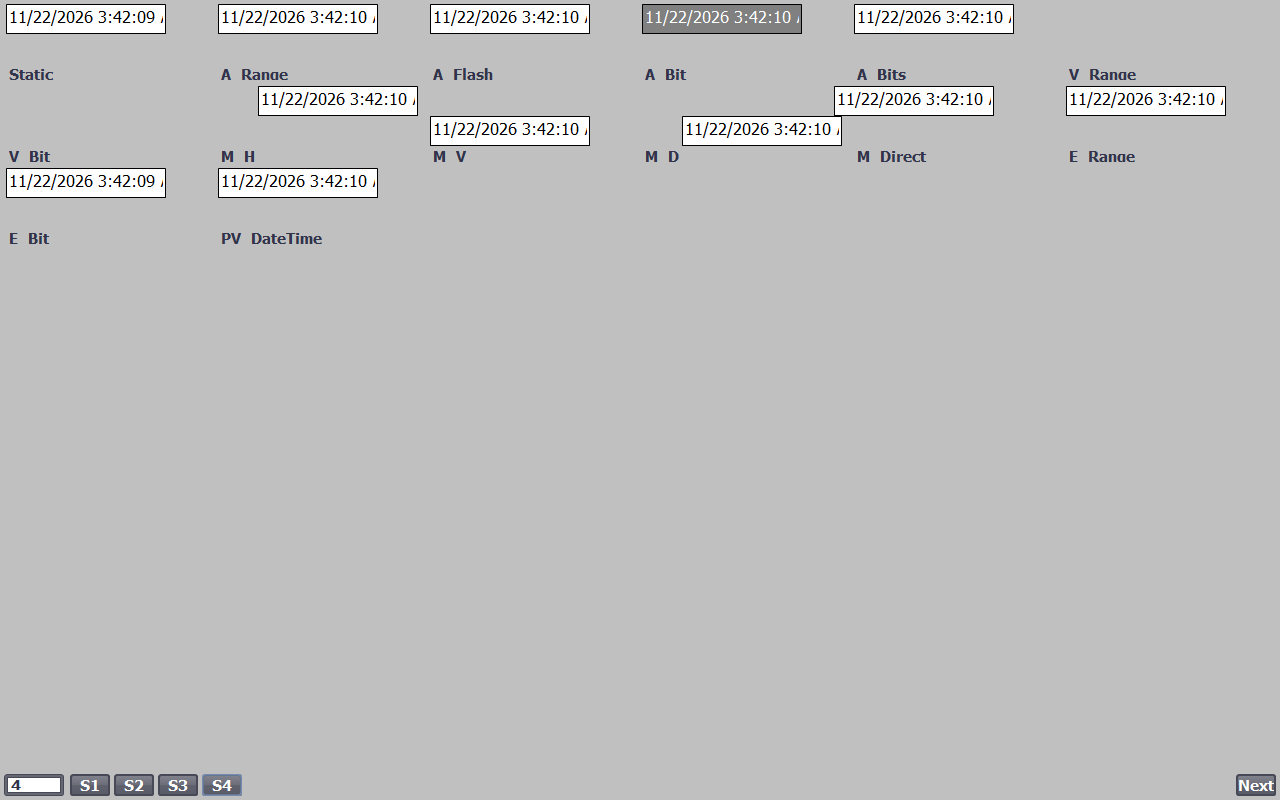 11/22/2026 3:42:09 11/22/2026 3:42:10 11/22/2026 3:42:10 11/22/2026 3:42:10 11/22/2026 3:42:10
Static A Range A Flash A Bit A Bits V Range
11/22/2026 3:42:10 11/22/2026 3:42:10 11/22/2026 3:42:10
11/22/2026 3:42:10 11/22/2026 3:42:10
V Bit M H M V M D M Direct E Range
11/22/2026 3:42:09 11/22/2026 3:42:10
E Bit PV DateTime
4 S1 S2 S3 S4 Next